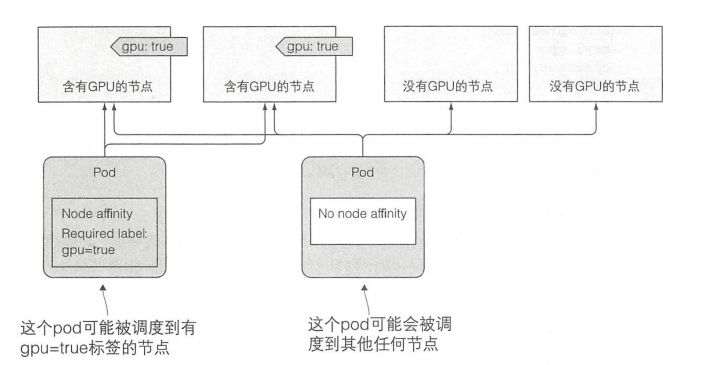 gpu: true
gpu: true
含有GPU的节点
含有GPU的节点
没有GPU的节点
没有GPU的节点
Pod
Pod
Node affinity
Required label:
gpu=true
No node affinity
这个pod可能被调度到有
gpu=true标签的节点
这个pod可能会被调
度到其他任何节点